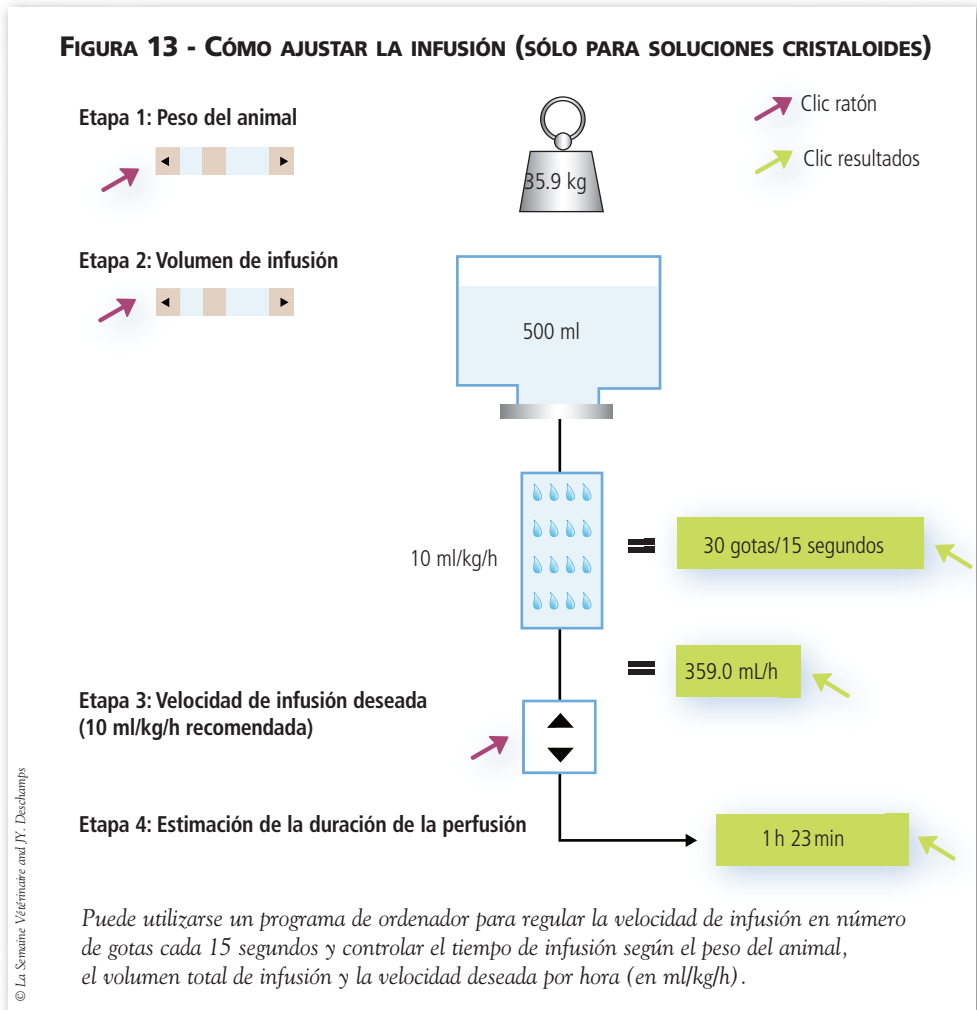 FIGURA 13 - CÓMO AJUSTAR LA INFUSIÓN (SÓLO PARA SOLUCIONES CRISTALOIDES)
Etapa 1: Peso del animal
35.9 kg
Clic ratón
Clic resultados
Etapa 2: Volumen de infusión
500 ml
10 ml/kg/h
= 30 gotas/15 segundos
= 359.0 mL/h
Etapa 3: Velocidad de infusión deseada
(10 ml/kg/h recomendada)
Etapa 4: Estimación de la duración de la perfusión
1 h 23 min
Puede utilizarse un programa de ordenador para regular la velocidad de infusión en número
de gotas cada 15 segundos y controlar el tiempo de infusión según el peso del animal,
el volumen total de infusión y la velocidad deseada por hora (en ml/kg/h).
© La Semaine Vétérinaire and JY. Deschamps